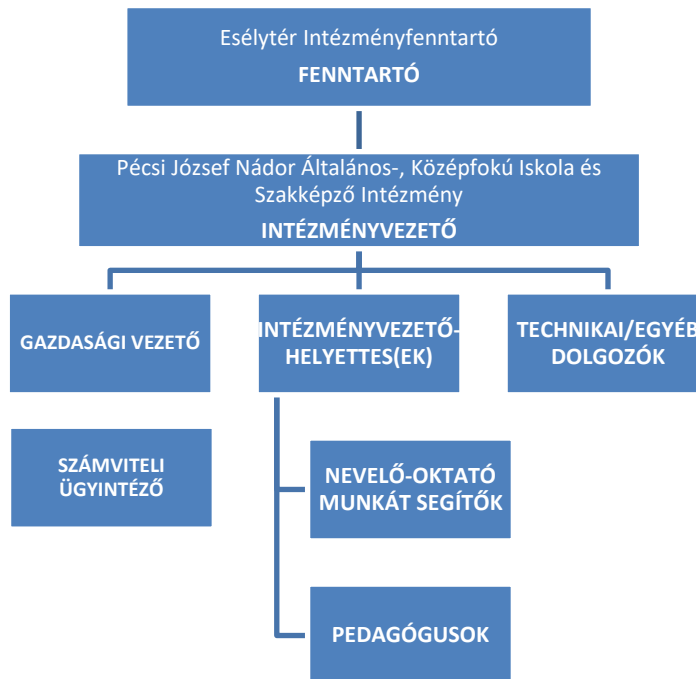 Esélytér Intézményfenntartó
FENNTARTÓ
Pécsi József Nádor Általános-, Középfokú Iskola és
Szakképző Intézmény
INTÉZMÉNYVEZETŐ
GAZDASÁGI VEZETŐ
INTÉZMÉNYVEZETŐ-
HELYETTES(EK)
TECHNIKAI/EGYÉB
DOLGOZÓK
SZÁMVITELI
ÜGYINTÉZŐ
NEVELŐ-OKTATÓ
MUNKÁT SEGÍTŐK
PEDAGÓGUSOK